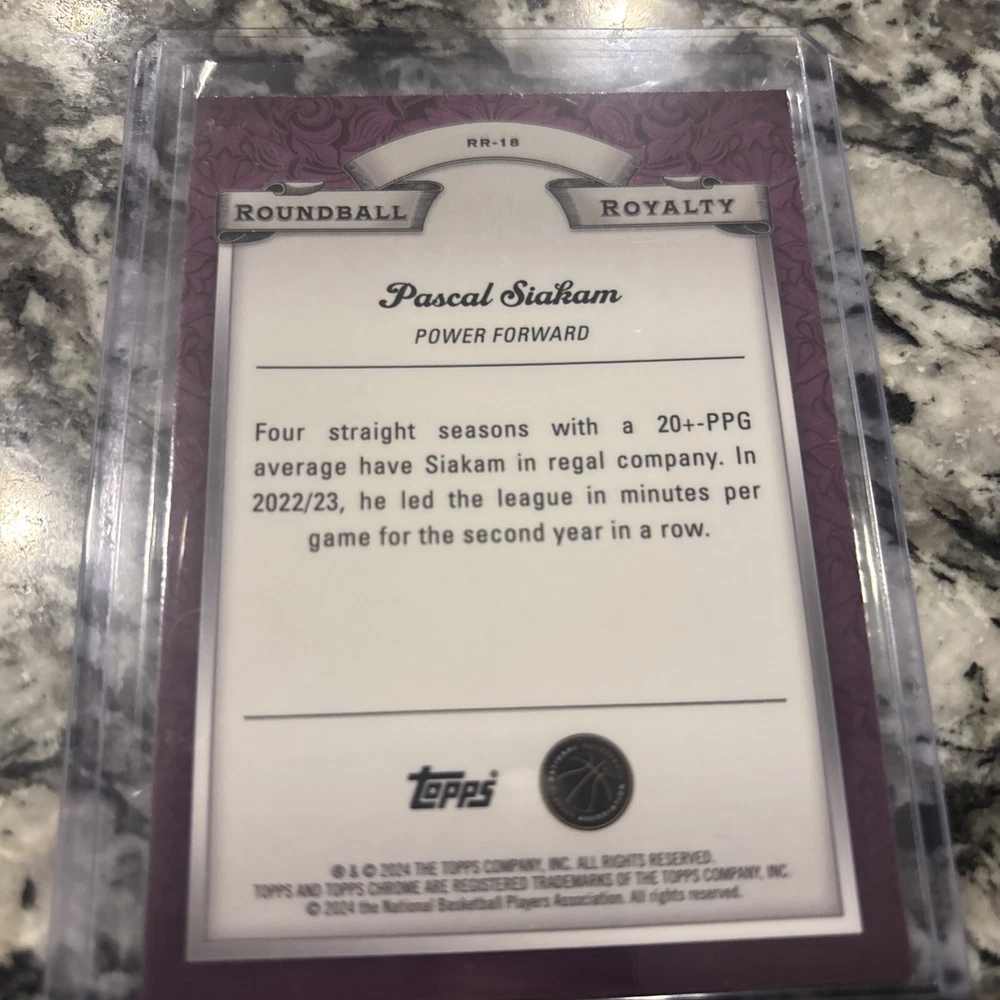 RR-18
ROUNDBALL ROYALTY
Pascal Siakam
POWER FORWARD
Four straight seasons with a 20+-PPG
average have Siakam in regal company. In
2022/23, he led the league in minutes per
game for the second year in a row.
Topps
® & © 2024 THE TOPPS COMPANY, INC. ALL RIGHTS RESERVED.
TOPPS AND TOPPS CHROME ARE REGISTERED TRADEMARKS OF THE TOPPS COMPANY, INC.
© 2024 the National Basketball Players Association. All rights reserved.